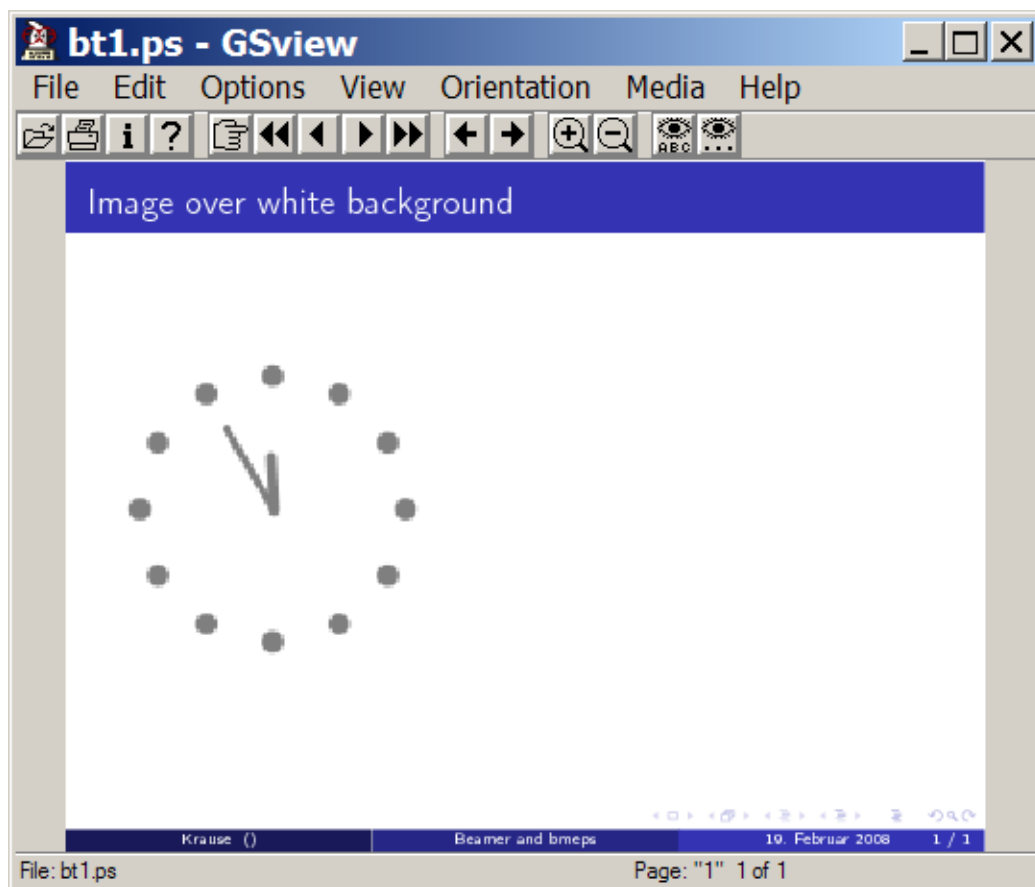 bt1.ps - GSview
File Edit Options View Orientation Media Help
i ? ABC
Image over white background
Krause () Beamer and bmeps 19. Februar 2008 1 / 1
File: bt1.ps Page: "1" 1 of 1